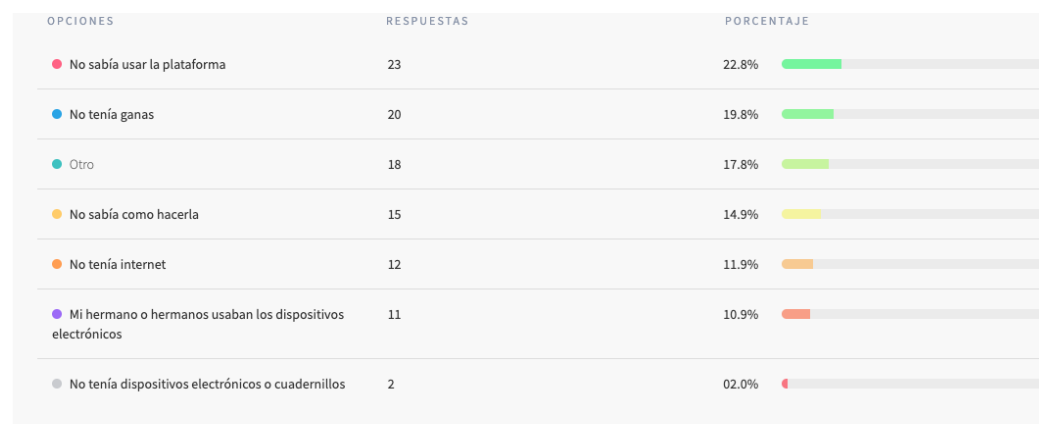 OPCIONES RESPUESTAS PORCENTAJE
No sabía usar la plataforma 23 22.8%
No tenía ganas 20 19.8%
Otro 18 17.8%
No sabía como hacerla 15 14.9%
No tenía internet 12 11.9%
Mi hermano o hermanos usaban los dispositivos 11 10.9%
electrónicos
No tenía dispositivos electrónicos o cuadernillos 2 02.0%